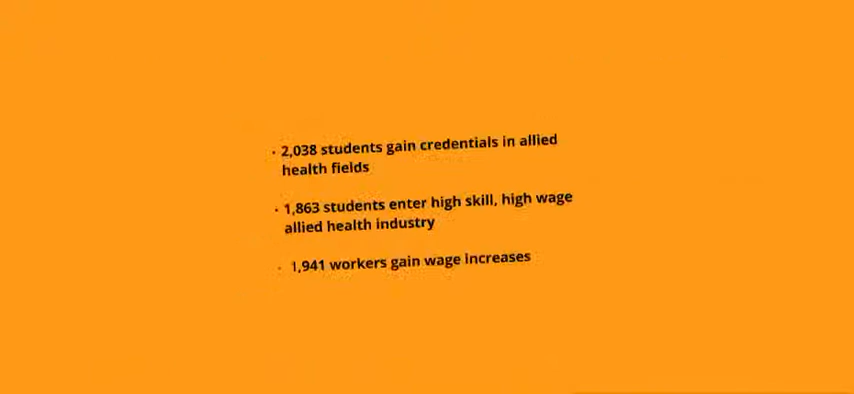 · 2,038 students gain credentials in allied
health fields
· 1,863 students enter high skill, high wage
allied health industry
· 1,941 workers gain wage increases